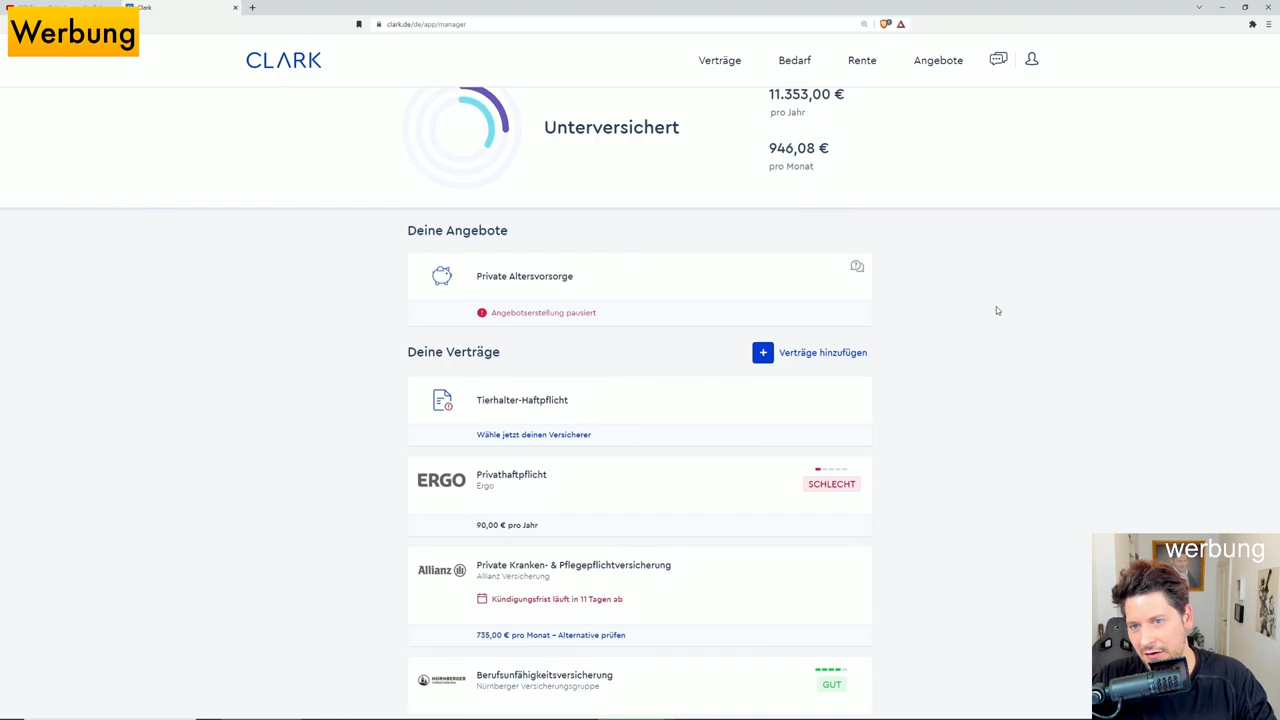 Clark
Werbung
clark.de/de/app/manager
CLARK
Verträge
Bedarf
Rente
Angebote
Unterversichert
11.353,00 €
pro Jahr
946,08 €
pro Monat
Deine Angebote
Private Altersvorsorge
Angebotserstellung pausiert
Deine Verträge
+ Verträge hinzufügen
Tierhalter-Haftpflicht
Wähle jetzt deinen Versicherer
ERGO
Privathaftpflicht
Ergo
SCHLECHT
90,00 € pro Jahr
Allianz
Private Kranken- & Pflegepflichtversicherung
Allianz Versicherung
Kündigungsfrist läuft in 11 Tagen ab
735,00 € pro Monat – Alternative prüfen
NÜRNBERGER
Berufsunfähigkeitsversicherung
Nürnberger Versicherungsgruppe
GUT
werbung